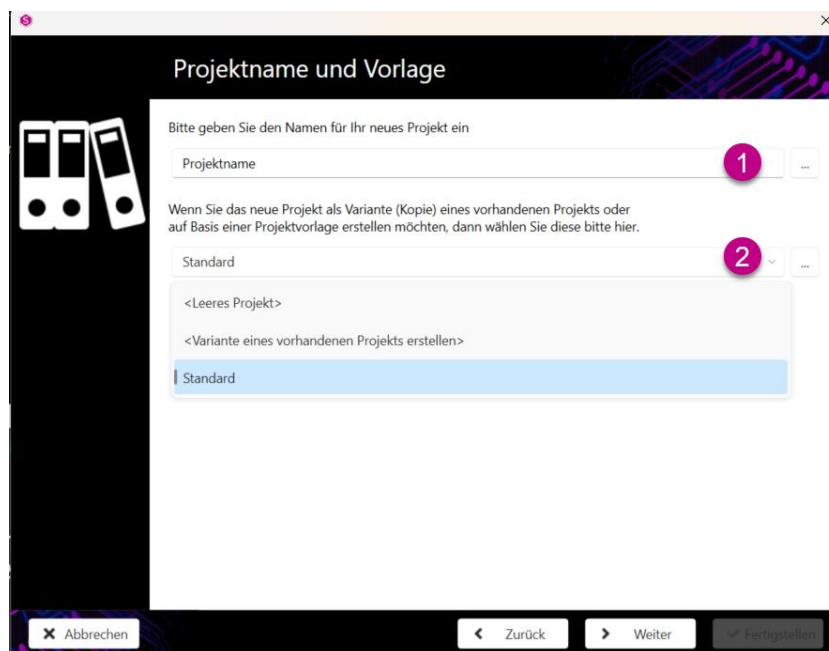 S
Projektname und Vorlage
Bitte geben Sie den Namen für Ihr neues Projekt ein
Projektname
1
...
Wenn Sie das neue Projekt als Variante (Kopie) eines vorhandenen Projekts oder
auf Basis einer Projektvorlage erstellen möchten, dann wählen Sie diese bitte hier.
Standard
2
...
<Leeres Projekt>
<Variante eines vorhandenen Projekts erstellen>
Standard
Abbrechen
Zurück
Weiter
Fertigstellen